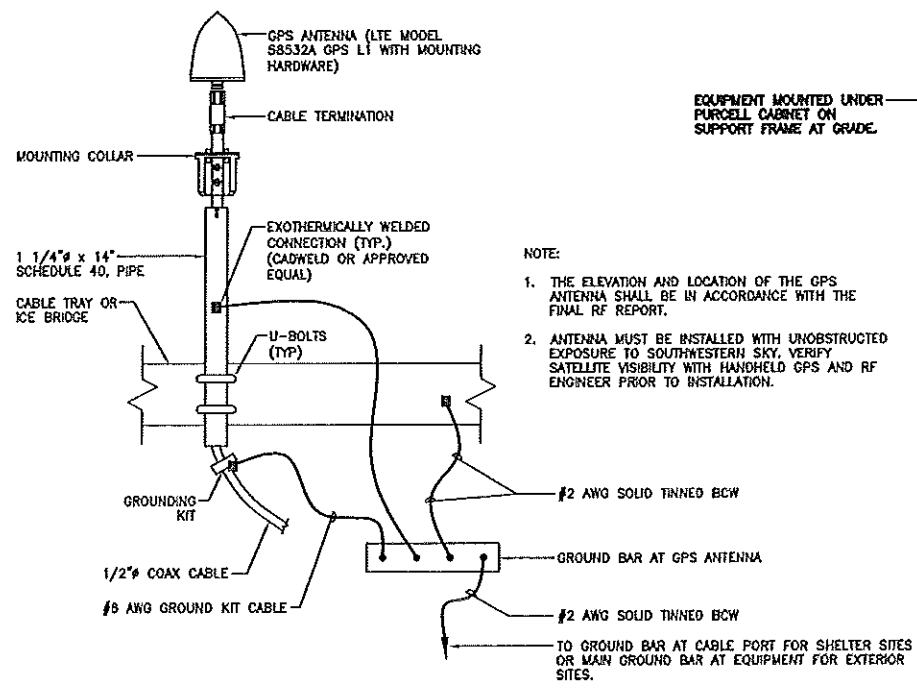 GPS ANTENNA (LTE MODEL
S8532A GPS L1 WITH MOUNTING
HARDWARE)
CABLE TERMINATION
MOUNTING COLLAR
EQUIPMENT MOUNTED UNDER
PURCELL CABINET ON
SUPPORT FRAME AT GRADE.
EXOTHERMICALLY WELDED
CONNECTION (TYP.)
(CADWELD OR APPROVED
EQUAL)
1 1/4"ø x 14"
SCHEDULE 40, PIPE
CABLE TRAY OR
ICE BRIDGE
U-BOLTS
(TYP)
NOTE:
1. THE ELEVATION AND LOCATION OF THE GPS
ANTENNA SHALL BE IN ACCORDANCE WITH THE
FINAL RF REPORT.
2. ANTENNA MUST BE INSTALLED WITH UNOBSTRUCTED
EXPOSURE TO SOUTHWESTERN SKY. VERIFY
SATELLITE VISIBILITY WITH HANDHELD GPS AND RF
ENGINEER PRIOR TO INSTALLATION.
GROUNDING
KIT
#2 AWG SOLID TINNED BCW
1/2"ø COAX CABLE
GROUND BAR AT GPS ANTENNA
#6 AWG GROUND KIT CABLE
#2 AWG SOLID TINNED BCW
TO GROUND BAR AT CABLE PORT FOR SHELTER SITES
OR MAIN GROUND BAR AT EQUIPMENT FOR EXTERIOR
SITES.